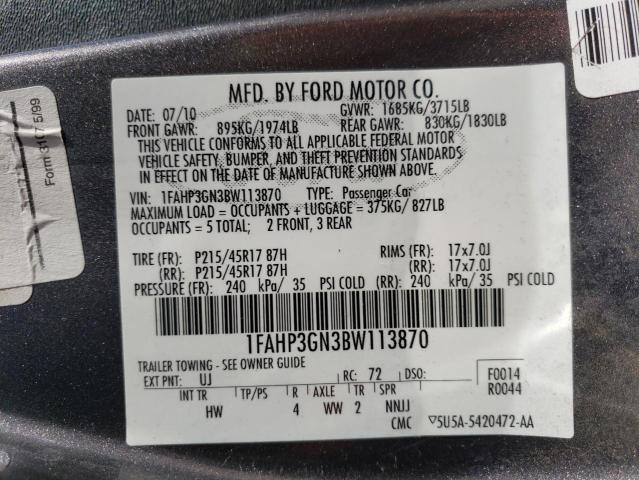 MFD. BY FORD MOTOR CO.
DATE: 07/10 GVWR: 1685KG/3715LB
FRONT GAWR: 895KG/1974LB REAR GAWR: 830KG/1830LB
THIS VEHICLE CONFORMS TO ALL APPLICABLE FEDERAL MOTOR
VEHICLE SAFETY, BUMPER, AND THEFT PREVENTION STANDARDS
IN EFFECT ON THE DATE OF MANUFACTURE SHOWN ABOVE.
VIN: 1FAHP3GN3BW113870 TYPE: Passenger Car
MAXIMUM LOAD = OCCUPANTS + LUGGAGE = 375KG/ 827LB
OCCUPANTS = 5 TOTAL; 2 FRONT, 3 REAR
TIRE (FR): P215/45R17 87H RIMS (FR): 17x7.0J
(RR): P215/45R17 87H (RR): 17x7.0J
PRESSURE (FR): 240 kPa/ 35 PSI COLD (RR): 240 kPa/ 35 PSI COLD
1FAHP3GN3BW113870
TRAILER TOWING - SEE OWNER GUIDE
EXT PNT: UJ RC: 72 DSO: F0014
R0044
INT TR TP/PS R AXLE TR SPR
HW 4 WW 2 NNJJ
CMC ▽5U5A-5420472-AA